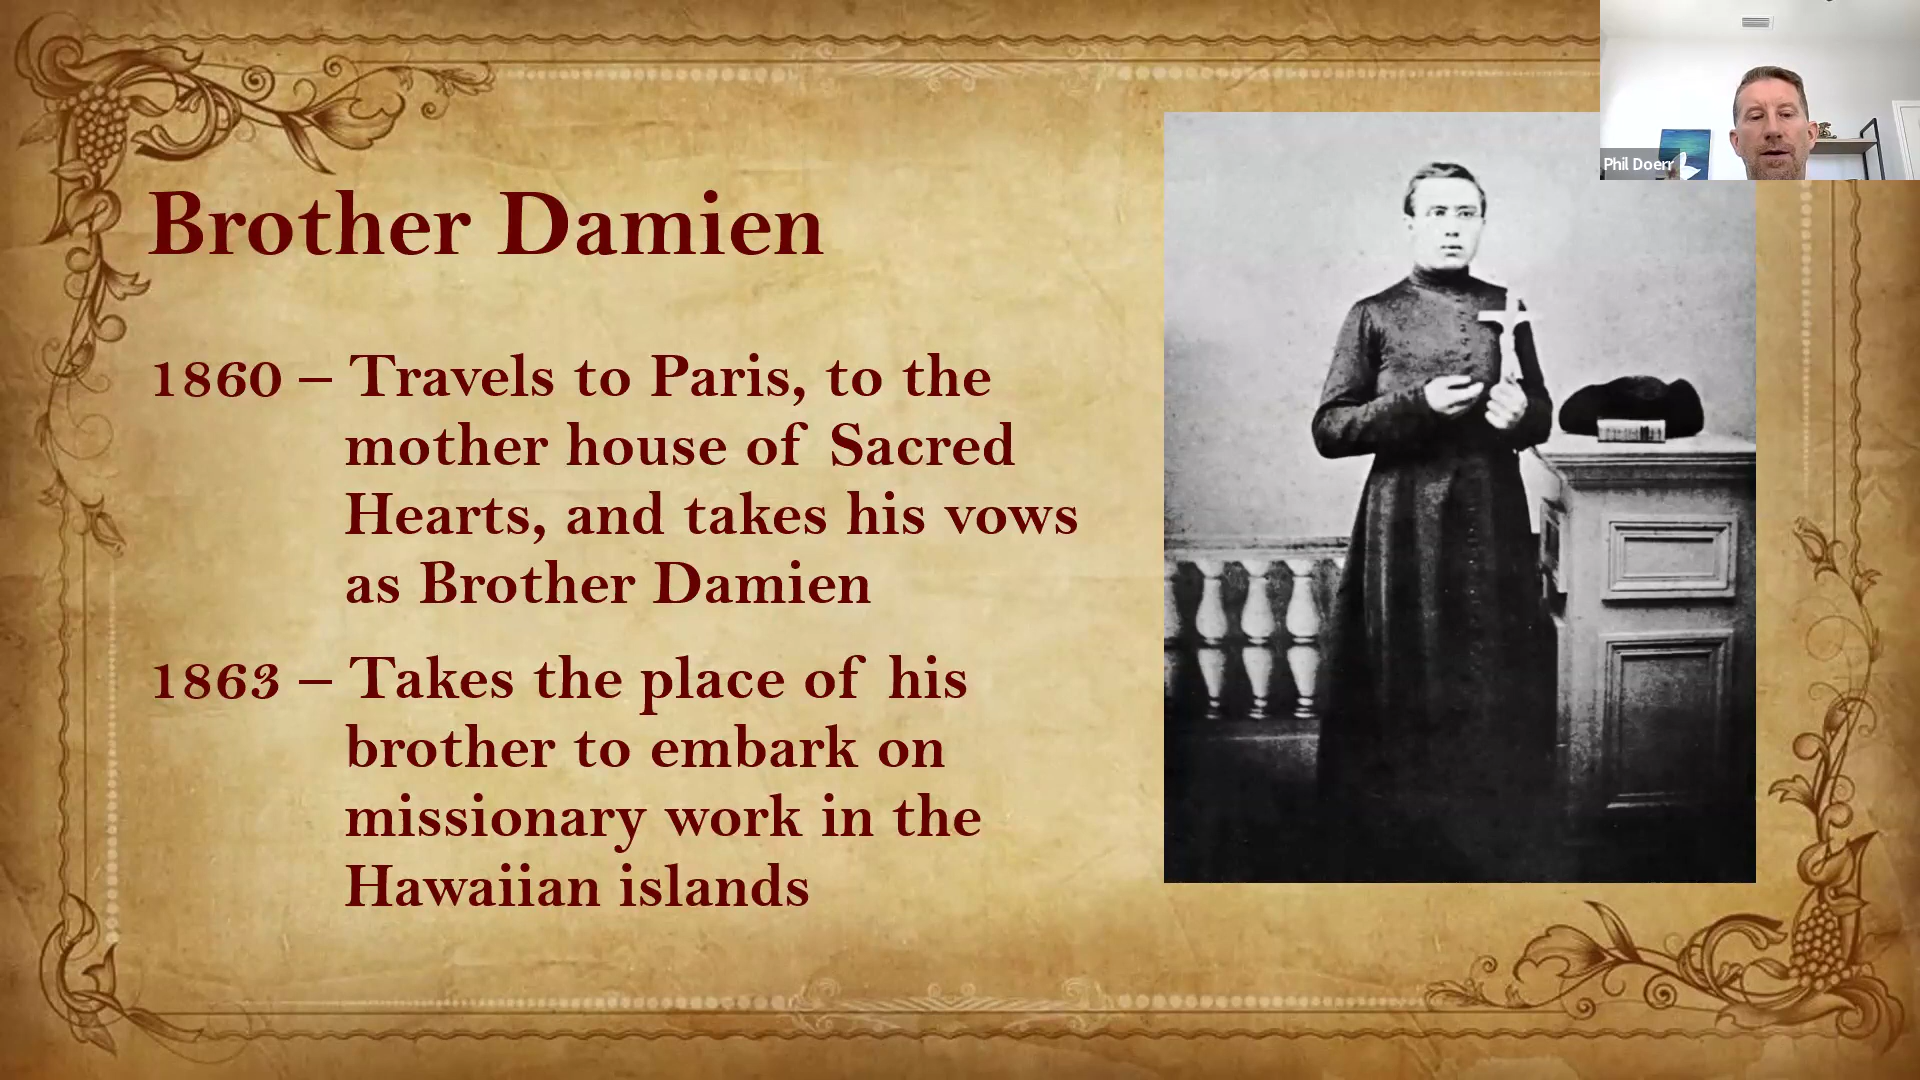 Brother Damien
1860 – Travels to Paris, to the
mother house of Sacred
Hearts, and takes his vows
as Brother Damien
1863 – Takes the place of his
brother to embark on
missionary work in the
Hawaiian islands
Phil Doerr